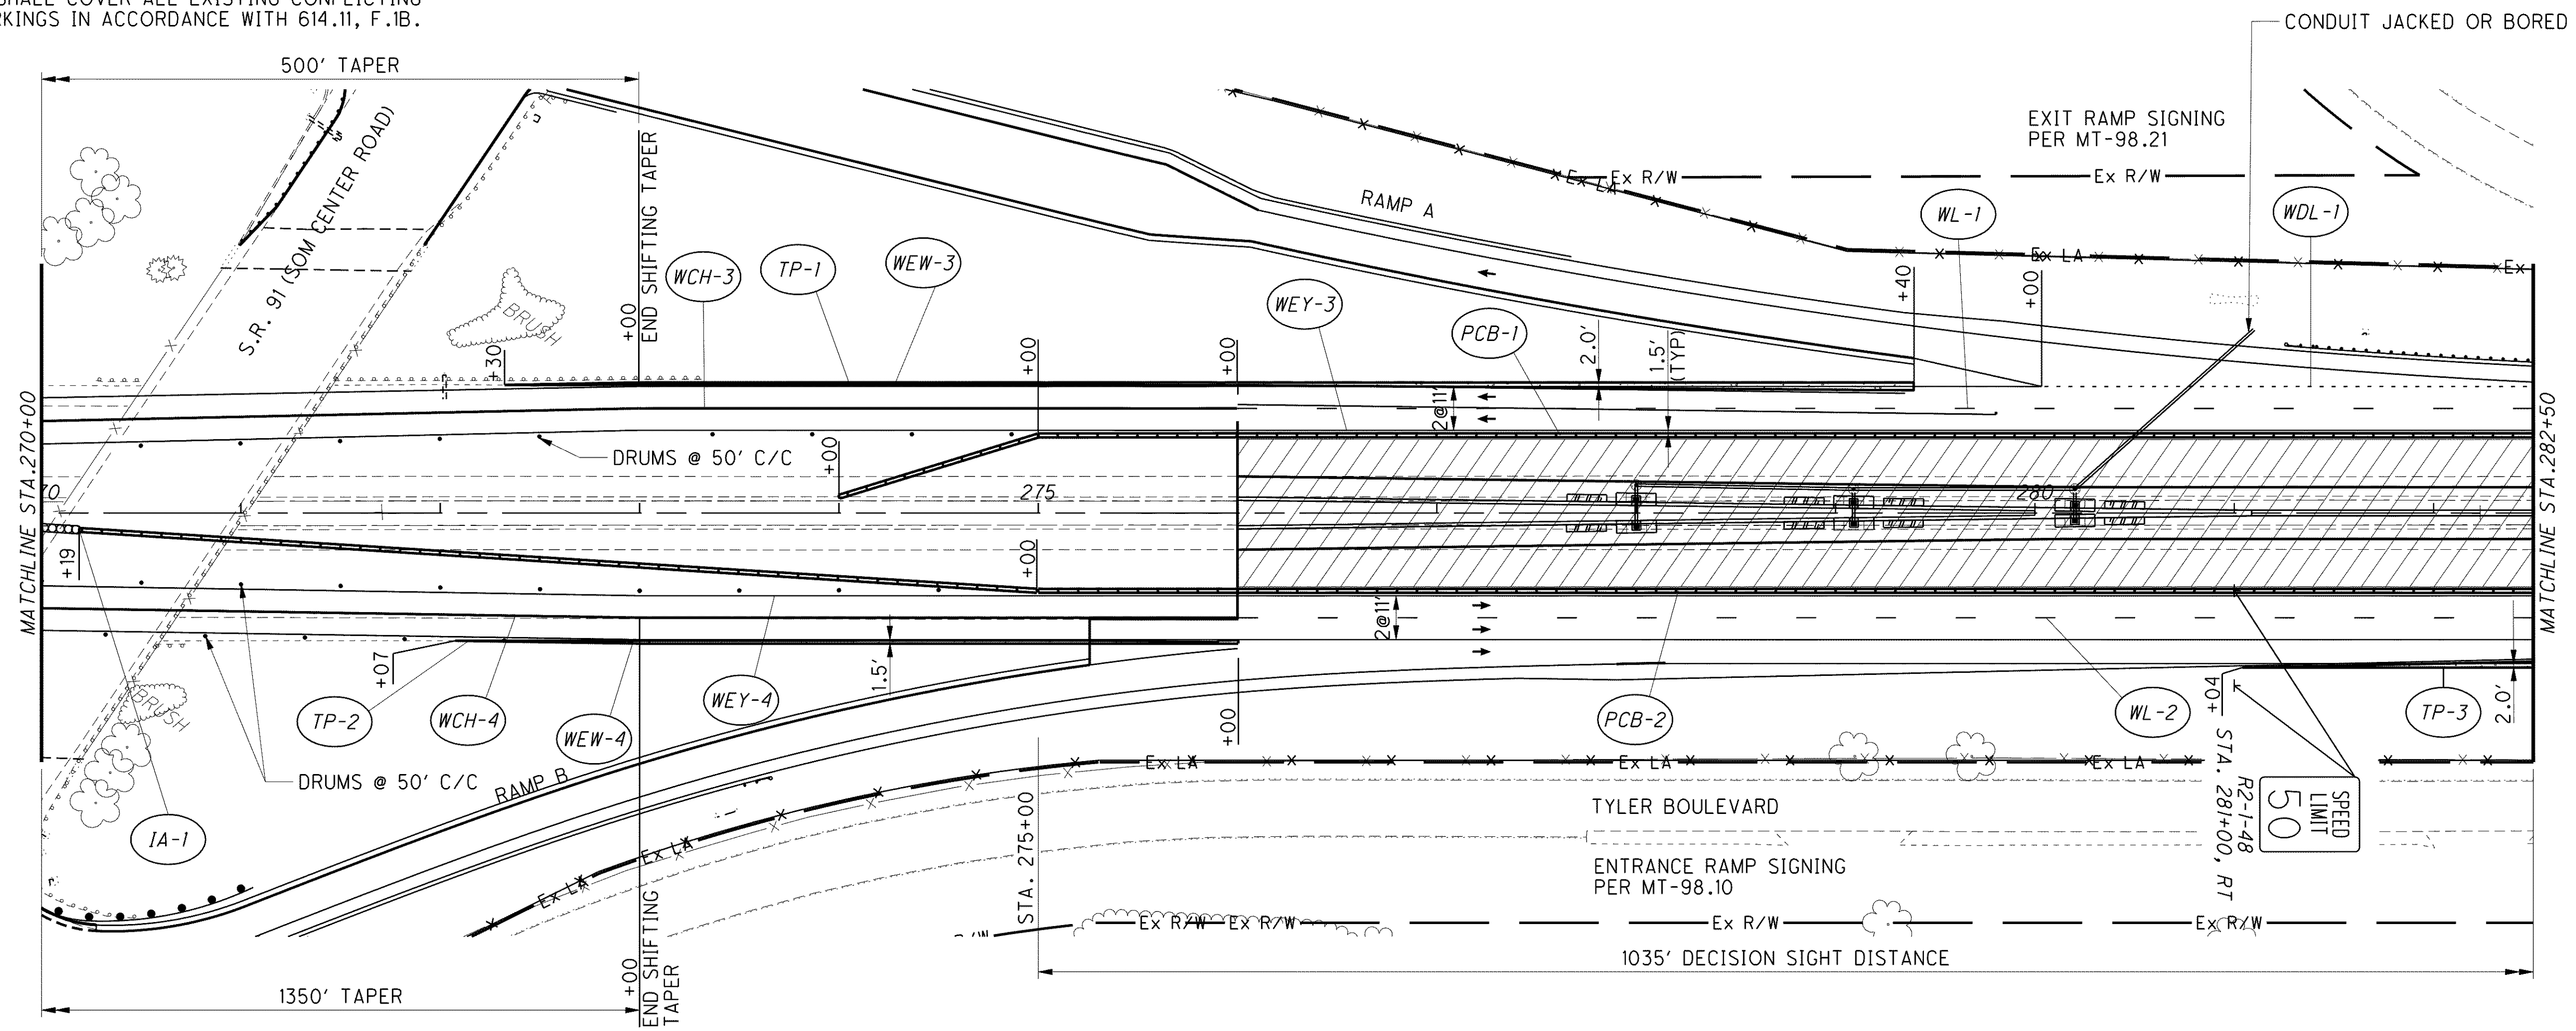 SHALL COVER ALL EXISTING CONFLICTING
RKINGS IN ACCORDANCE WITH 614.11, F.1B.
CONDUIT JACKED OR BORED
500' TAPER
S.R. 91 (SOM CENTER ROAD)
+00
END SHIFTING TAPER
EXIT RAMP SIGNING
PER MT-98.21
Ex LA
Ex R/W
Ex R/W
RAMP A
WL-1
WDL-1
WCH-3
TP-1
WEW-3
WEY-3
PCB-1
+40
+00
Ex LA
Ex
BRUSH
+30
+00
+00
2.0'
1.5'
(TYP)
2@11'
MATCHLINE STA.270+00
MATCHLINE STA.282+50
DRUMS @ 50' C/C
+00
70
275
280
+19
+00
2@11'
+07
1.5'
TP-2
WCH-4
WEW-4
WEY-4
+00
PCB-2
WL-2
+04
TP-3
2.0'
BRUSH
DRUMS @ 50' C/C
RAMP B
IA-1
Ex LA
Ex LA
Ex LA
Ex LA
Ex LA
STA. 275+00
TYLER BOULEVARD
ENTRANCE RAMP SIGNING
PER MT-98.10
STA. 281+00, RT
R2-1-48
SPEED
LIMIT
50
R/W
Ex R/W
Ex R/W
Ex R/W
Ex R/W
1035' DECISION SIGHT DISTANCE
1350' TAPER
+00
END SHIFTING
TAPER